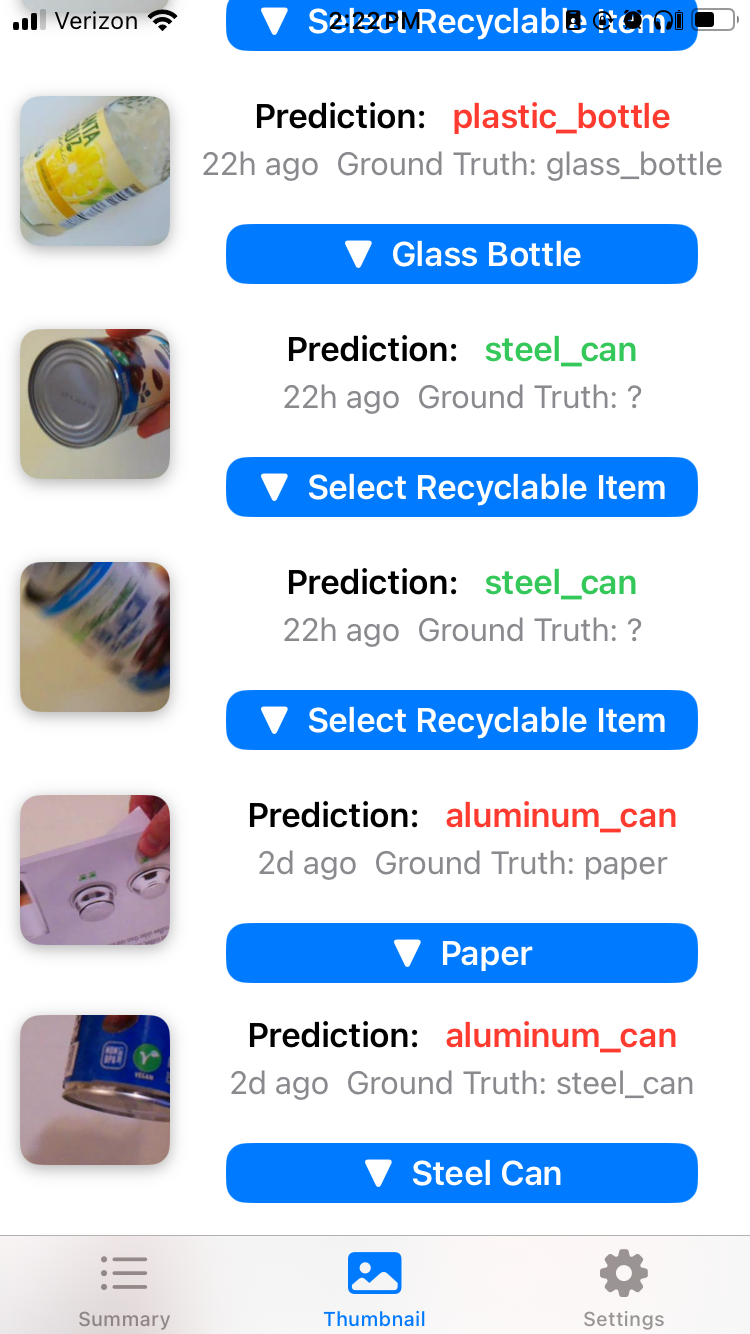 Verizon 2:22 PM
Select Recyclable Item
Prediction: plastic_bottle
22h ago Ground Truth: glass_bottle
Glass Bottle
Prediction: steel_can
22h ago Ground Truth: ?
Select Recyclable Item
Prediction: steel_can
22h ago Ground Truth: ?
Select Recyclable Item
Prediction: aluminum_can
2d ago Ground Truth: paper
Paper
VEGAN
Prediction: aluminum_can
2d ago Ground Truth: steel_can
Steel Can
Summary
Thumbnail
Settings